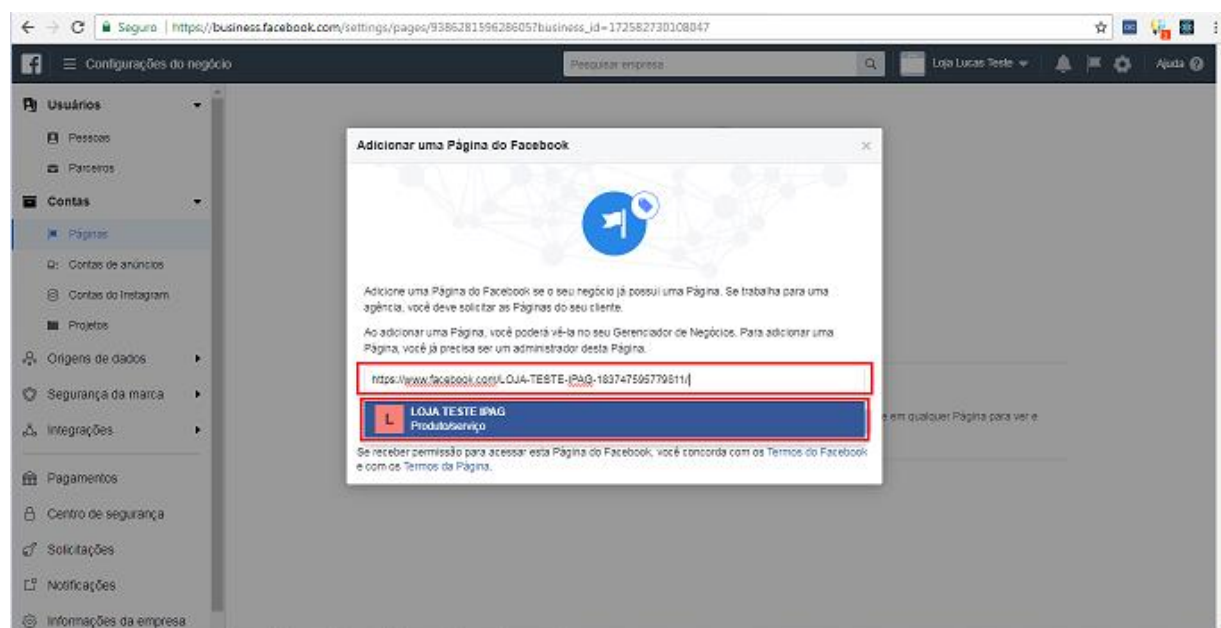 Seguro | https://business.facebook.com/settings/pages/938628159628605?business_id=172582730108047
Configurações do negócio
Pesquisar empresa
Loja Lucas Teste
Ajuda
Usuários
Pessoas
Parceiros
Contas
Páginas
Contas de anúncios
Contas do Instagram
Projetos
Origens de dados
Segurança da marca
Integrações
Pagamentos
Centro de segurança
Solicitações
Notificações
Informações da empresa
Adicionar uma Página do Facebook
Adicione uma Página do Facebook se o seu negócio já possui uma Página. Se trabalha para uma
agência, você deve solicitar as Páginas do seu cliente.
Ao adicionar uma Página, você poderá vê-la no seu Gerenciador de Negócios. Para adicionar uma
Página, você já precisa ser um administrador desta Página.
https://www.facebook.com/LOJA-TESTE-IPAG-183747595779811/
L
LOJA TESTE IPAG
Produto/serviço
Se receber permissão para acessar esta Página do Facebook, você concorda com os Termos do Facebook
e com os Termos da Página.
e em qualquer Página para ver e